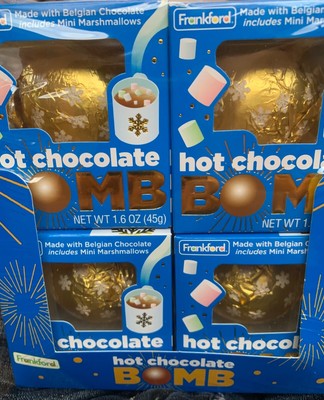 Made with Belgian Chocolate
includes Mini Marshmallows
hot chocolate
BOMB
NET WT 1.6 OZ (45g)
Frankford
Made with Belgian C
includes Mini Mars
hot chocola
BOM
NET WT 1.
Made with Belgian Chocolate
includes Mini Marshmallows
chocolate
Frankford
Made with Belgian C
includes Mini Marsh
hot chocol
Frankford
hot chocolate
BOMB